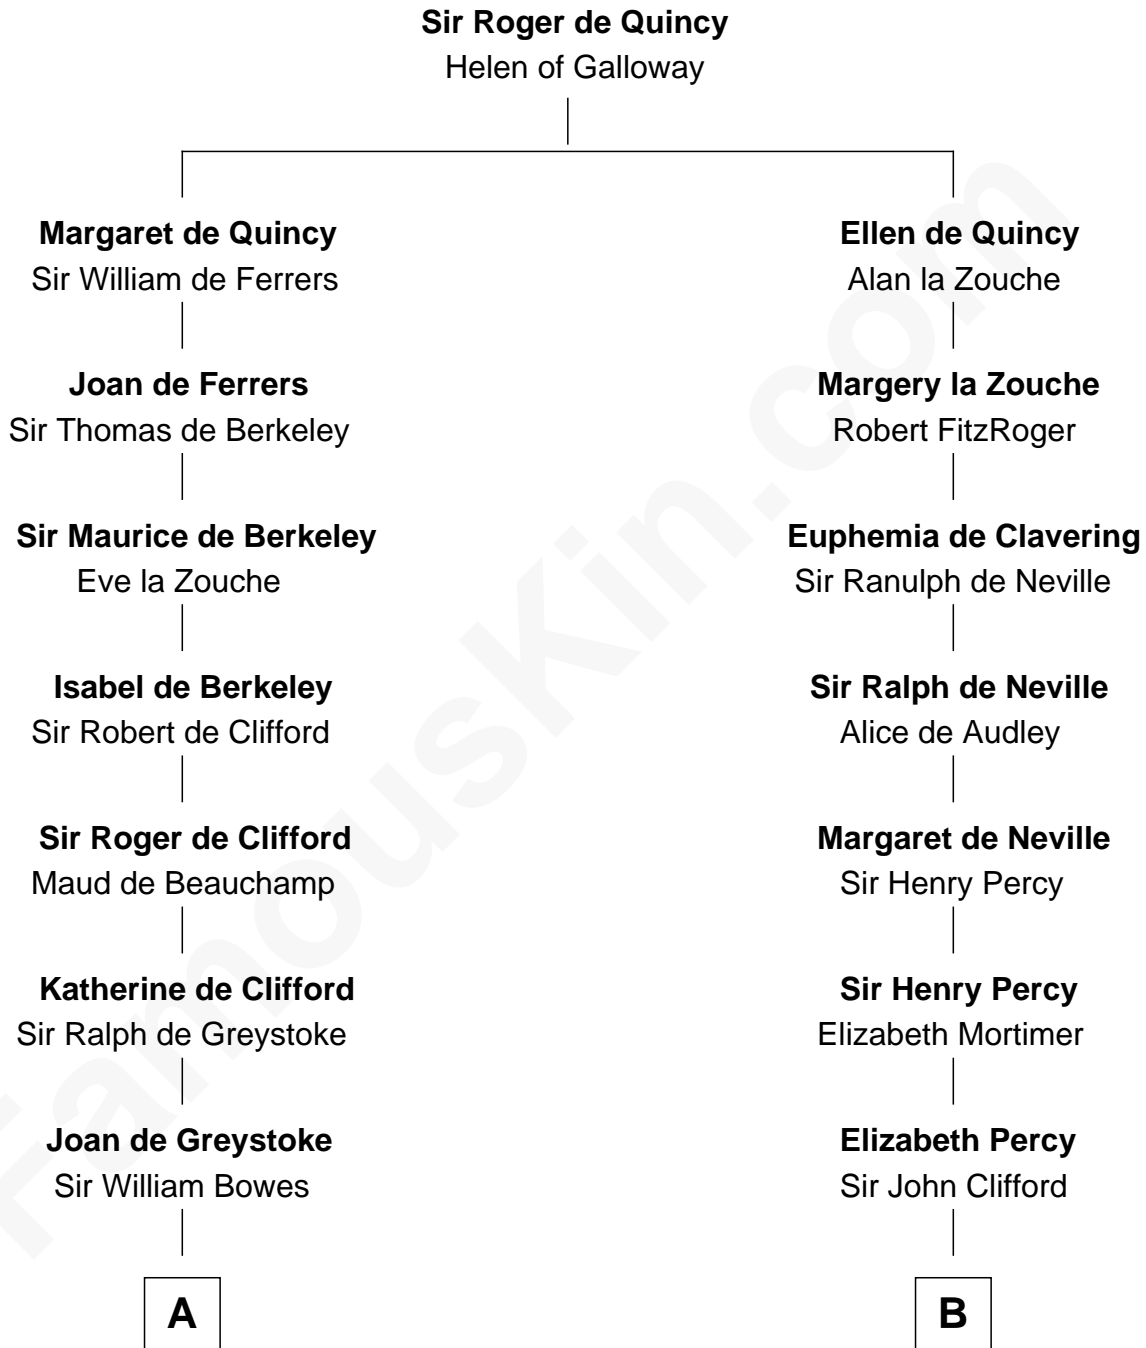 Sir Roger de Quincy
Helen of Galloway
Margaret de Quincy
Sir William de Ferrers
Ellen de Quincy
Alan la Zouche
Joan de Ferrers
Sir Thomas de Berkeley
Margery la Zouche
Robert FitzRoger
Sir Maurice de Berkeley
Eve la Zouche
Euphemia de Clavering
Sir Ranulph de Neville
Isabel de Berkeley
Sir Robert de Clifford
Sir Ralph de Neville
Alice de Audley
Sir Roger de Clifford
Maud de Beauchamp
Margaret de Neville
Sir Henry Percy
Katherine de Clifford
Sir Ralph de Greystoke
Sir Henry Percy
Elizabeth Mortimer
Joan de Greystoke
Sir William Bowes
Elizabeth Percy
Sir John Clifford
A
B
FamousKin.com